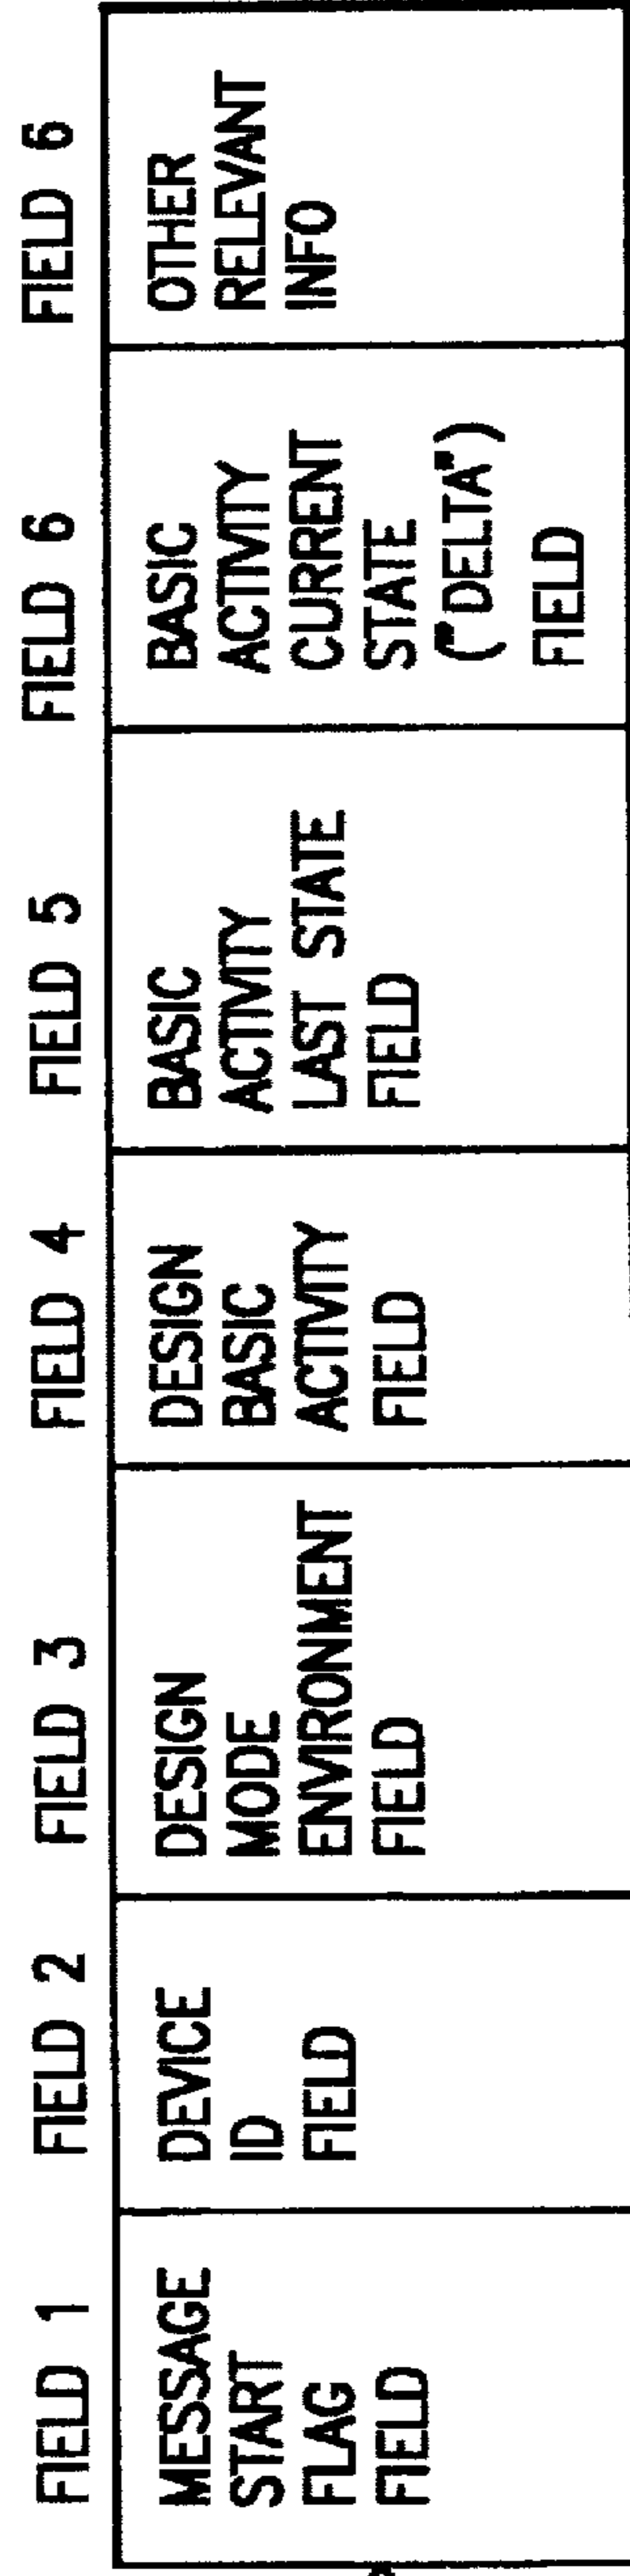 FIELD 1
FIELD 2
FIELD 3
FIELD 4
FIELD 5
FIELD 6
FIELD 6
MESSAGE
START
FLAG
FIELD
DEVICE
ID
FIELD
DESIGN
MODE
ENVIRONMENT
FIELD
DESIGN
BASIC
ACTIVITY
FIELD
BASIC
ACTIVITY
LAST STATE
FIELD
BASIC
ACTIVITY
CURRENT
STATE
("DELTA")
FIELD
OTHER
RELEVANT
INFO